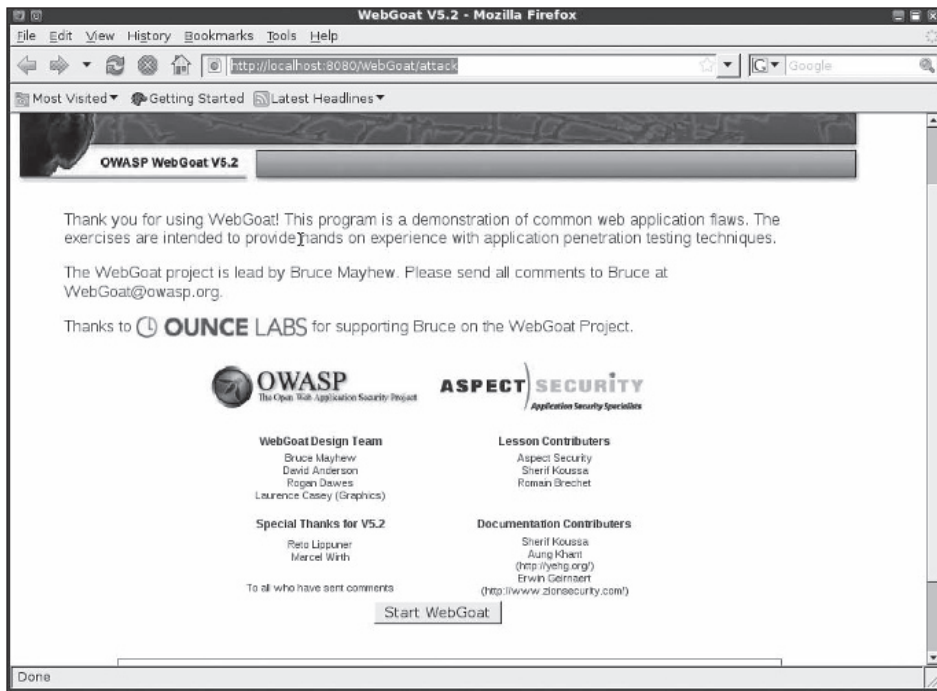 WebGoat V5.2 - Mozilla Firefox
File Edit View History Bookmarks Tools Help
http://localhost:8080/WebGoat/attack
G Google
Most Visited Getting Started Latest Headlines
OWASP WebGoat V5.2
Thank you for using WebGoat! This program is a demonstration of common web application flaws. The
exercises are intended to provide hands on experience with application penetration testing techniques.
The WebGoat project is lead by Bruce Mayhew. Please send all comments to Bruce at
WebGoat@owasp.org.
Thanks to OUNCE LABS for supporting Bruce on the WebGoat Project.
OWASP
The Open Web Application Security Project
ASPECT SECURITY
Application Security Specialists
WebGoat Design Team
Bruce Mayhew
David Anderson
Rogan Dawes
Laurence Casey (Graphics)
Lesson Contributers
Aspect Security
Sherif Koussa
Romain Brechet
Special Thanks for V5.2
Reto Lippuner
Marcel Wirth
To all who have sent comments
Documentation Contributers
Sherif Koussa
Aung Khant
(http://yehg.org/)
Erwin Geirnaert
(http://www.zionsecurity.com/)
Start WebGoat
Done